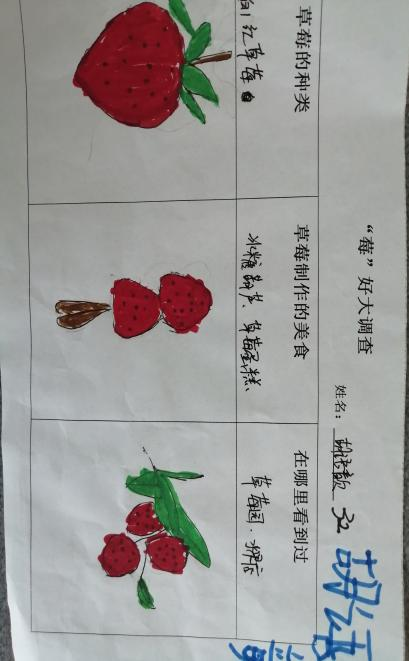 “莓”好大调查
姓名：
草莓的种类
草莓制作的美食
在哪里看到过
红草莓 白
冰糖葫芦、草莓蛋糕、
草莓园、
胡